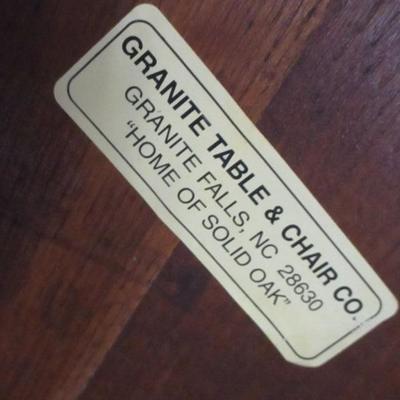 GRANITE TABLE & CHAIR CO.
GRANITE FALLS, NC 28630
"HOME OF SOLID OAK"